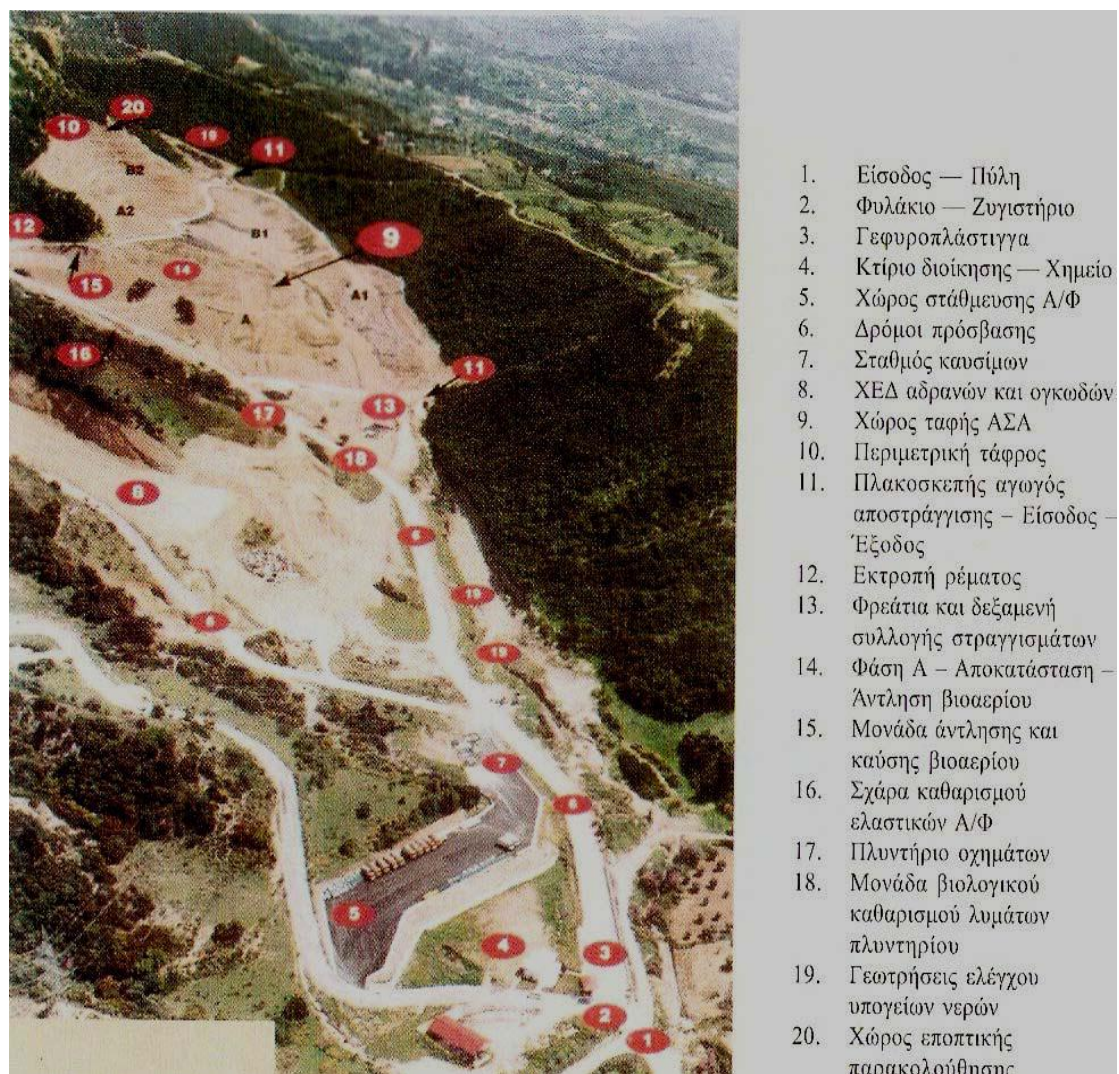 20
10
19
11
B2
A2
12
B1
9
14
15
A1
A
16
11
13
17
18
8
6
19
6
19
7
6
5
4
3
2
1
1. Είσοδος — Πύλη
2. Φυλάκιο — Ζυγιστήριο
3. Γεφυροπλάστιγγα
4. Κτίριο διοίκησης — Χημείο
5. Χώρος στάθμευσης Α/Φ
6. Δρόμοι πρόσβασης
7. Σταθμός καυσίμων
8. ΧΕΔ αδρανών και ογκωδών
9. Χώρος ταφής ΑΣΑ
10. Περιμετρική τάφρος
11. Πλακοσκεπής αγωγός
αποστράγγισης – Είσοδος –
Έξοδος
12. Εκτροπή ρέματος
13. Φρεάτια και δεξαμενή
συλλογής στραγγισμάτων
14. Φάση Α – Αποκατάσταση –
Άντληση βιοαερίου
15. Μονάδα άντλησης και
καύσης βιοαερίου
16. Σχάρα καθαρισμού
ελαστικών Α/Φ
17. Πλυντήριο οχημάτων
18. Μονάδα βιολογικού
καθαρισμού λυμάτων
πλυντηρίου
19. Γεωτρήσεις ελέγχου
υπογείων νερών
20. Χώρος εποπτικής
παρακολούθησης